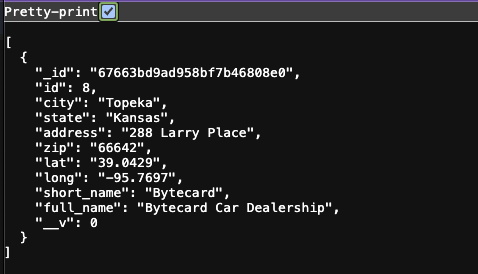 Pretty-print
[
  {
    "_id": "67663bd9ad958bf7b46808e0",
    "id": 8,
    "city": "Topeka",
    "state": "Kansas",
    "address": "288 Larry Place",
    "zip": "66642",
    "lat": "39.0429",
    "long": "-95.7697",
    "short_name": "Bytecard",
    "full_name": "Bytecard Car Dealership",
    "__v": 0
  }
]